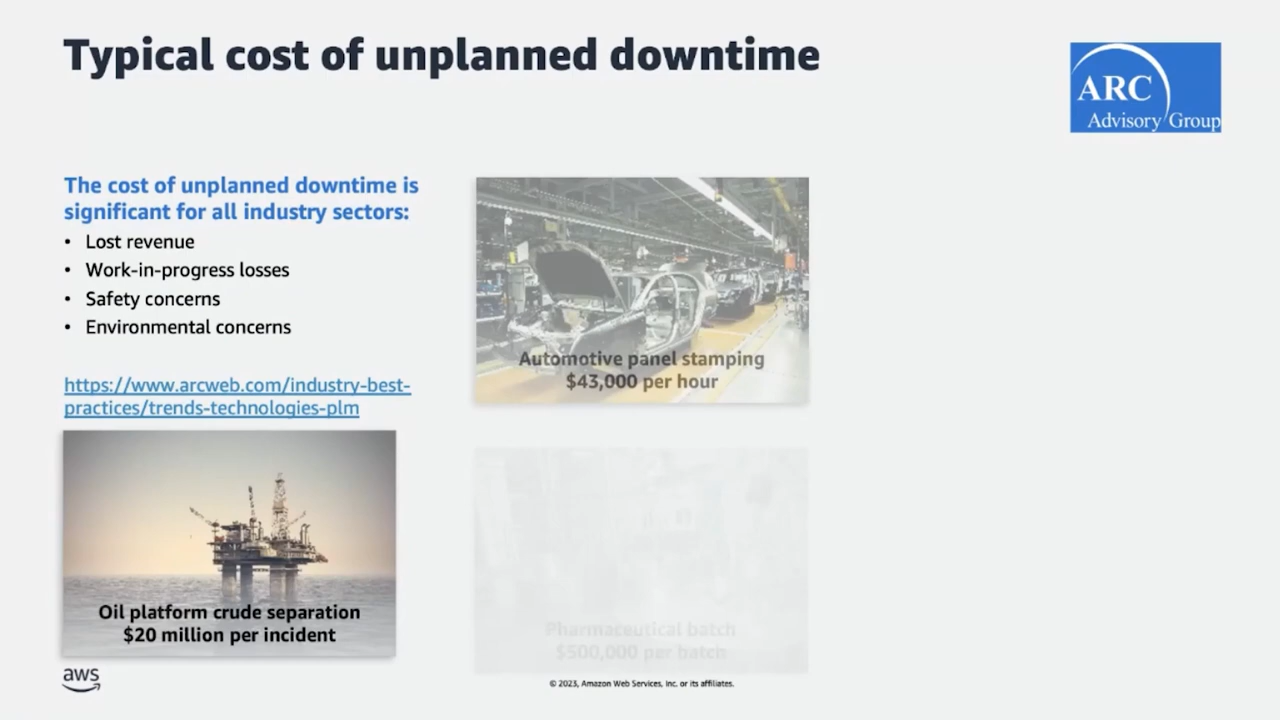 Typical cost of unplanned downtime
ARC
Advisory Group
The cost of unplanned downtime is
significant for all industry sectors:
• Lost revenue
• Work-in-progress losses
• Safety concerns
• Environmental concerns
https://www.arcweb.com/industry-best-
practices/trends-technologies-plm
Automotive panel stamping
$43,000 per hour
Oil platform crude separation
$20 million per incident
Pharmaceutical batch
$500,000 per batch
aws
© 2023, Amazon Web Services, Inc. or its affiliates.